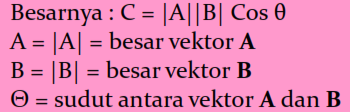 Besarnya : C = |A||B| Cos θ
A = |A| = besar vektor A
B = |B| = besar vektor B
Θ = sudut antara vektor A dan B